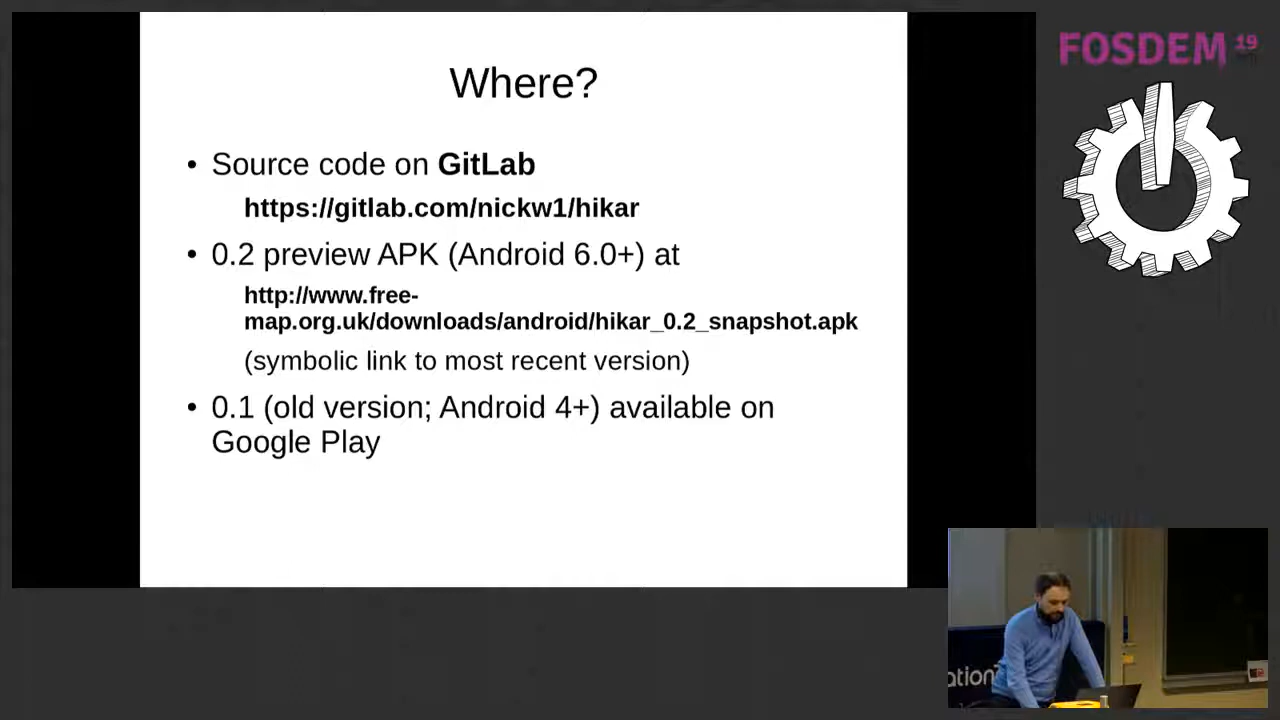 Where?
FOSDEM 19
• Source code on GitLab
https://gitlab.com/nickw1/hikar
• 0.2 preview APK (Android 6.0+) at
http://www.free-
map.org.uk/downloads/android/hikar_0.2_snapshot.apk
(symbolic link to most recent version)
• 0.1 (old version; Android 4+) available on
Google Play
ation